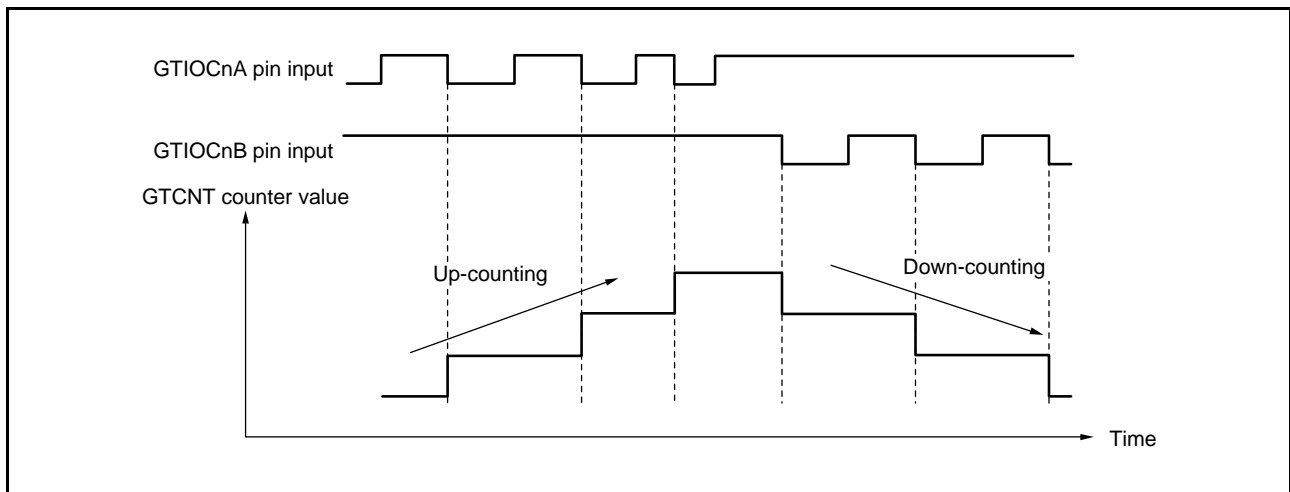 GTIOCnA pin input
GTIOCnB pin input
GTCNT counter value
Up-counting
Down-counting
Time